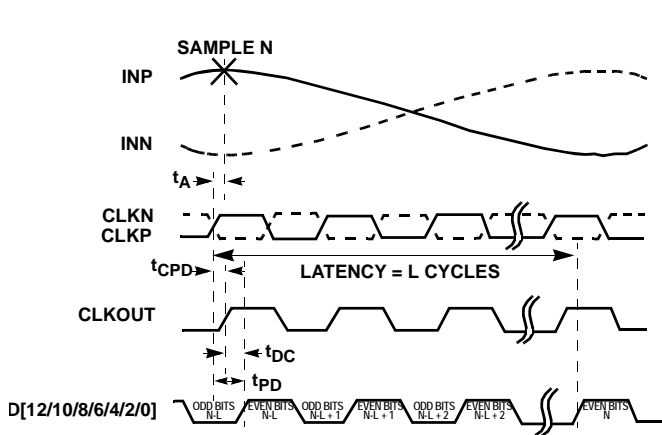 SAMPLE N
INP
INN
tA
CLKN
CLKP
tCPD
LATENCY = L CYCLES
CLKOUT
tDC
tPD
D[12/10/8/6/4/2/0]
ODD BITS
N-L
EVEN BITS
N-L
ODD BITS
N-L + 1
EVEN BITS
N-L + 1
ODD BITS
N-L + 2
EVEN BITS
N-L + 2
EVEN BITS
N